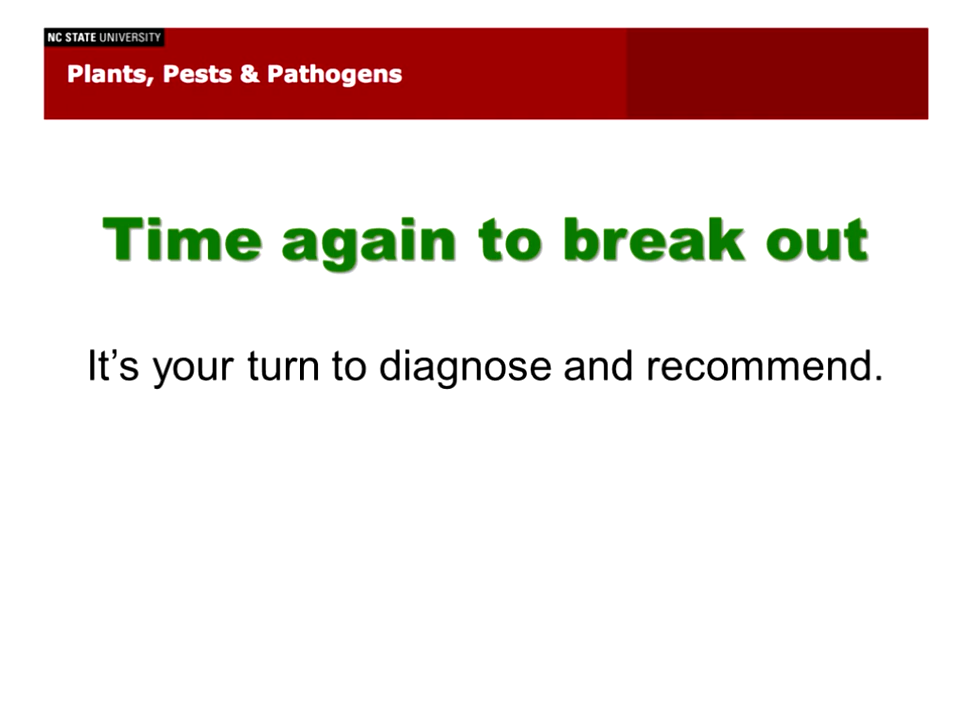 NC STATE UNIVERSITY
Plants, Pests & Pathogens
Time again to break out
It’s your turn to diagnose and recommend.